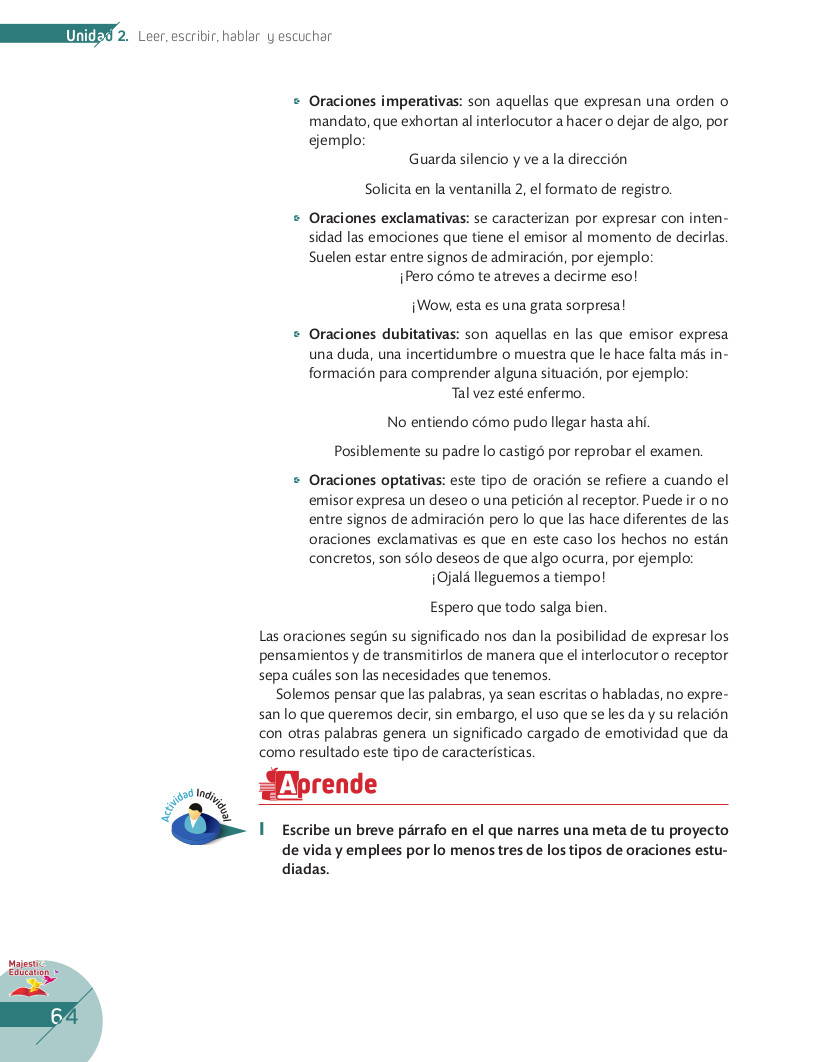 Unidad 2. Leer, escribir, hablar y escuchar
Oraciones imperativas: son aquellas que expresan una orden o
mandato, que exhortan al interlocutor a hacer o dejar de algo, por
ejemplo:
Guarda silencio y ve a la dirección
Solicita en la ventanilla 2, el formato de registro.
Oraciones exclamativas: se caracterizan por expresar con inten-
sidad las emociones que tiene el emisor al momento de decirlas.
Suelen estar entre signos de admiración, por ejemplo:
¡Pero cómo te atreves a decirme eso!
¡Wow, esta es una grata sorpresa!
Oraciones dubitativas: son aquellas en las que emisor expresa
una duda, una incertidumbre o muestra que le hace falta más in-
formación para comprender alguna situación, por ejemplo:
Tal vez esté enfermo.
No entiendo cómo pudo llegar hasta ahí.
Posiblemente su padre lo castigó por reprobar el examen.
Oraciones optativas: este tipo de oración se refiere a cuando el
emisor expresa un deseo o una petición al receptor. Puede ir o no
entre signos de admiración pero lo que las hace diferentes de las
oraciones exclamativas es que en este caso los hechos no están
concretos, son sólo deseos de que algo ocurra, por ejemplo:
¡Ojalá lleguemos a tiempo!
Espero que todo salga bien.
Las oraciones según su significado nos dan la posibilidad de expresar los
pensamientos y de transmitirlos de manera que el interlocutor o receptor
sepa cuáles son las necesidades que tenemos.
Solemos pensar que las palabras, ya sean escritas o habladas, no expre-
san lo que queremos decir, sin embargo, el uso que se les da y su relación
con otras palabras genera un significado cargado de emotividad que da
como resultado este tipo de características.
Aprende
Actividad Individual
I Escribe un breve párrafo en el que narres una meta de tu proyecto
de vida y emplees por lo menos tres de los tipos de oraciones estu-
diadas.
Majestic
Education
64